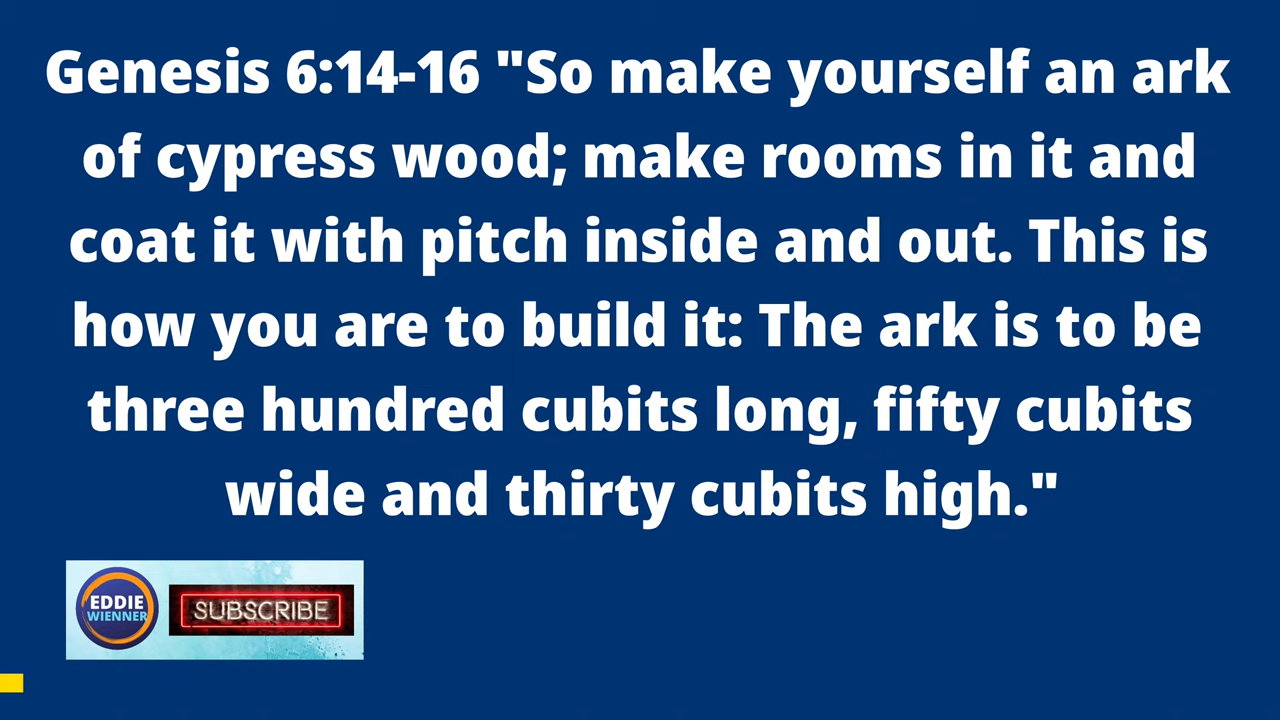 Genesis 6:14-16 "So make yourself an ark
of cypress wood; make rooms in it and
coat it with pitch inside and out. This is
how you are to build it: The ark is to be
three hundred cubits long, fifty cubits
wide and thirty cubits high."
EDDIE
WIENNER
SUBSCRIBE